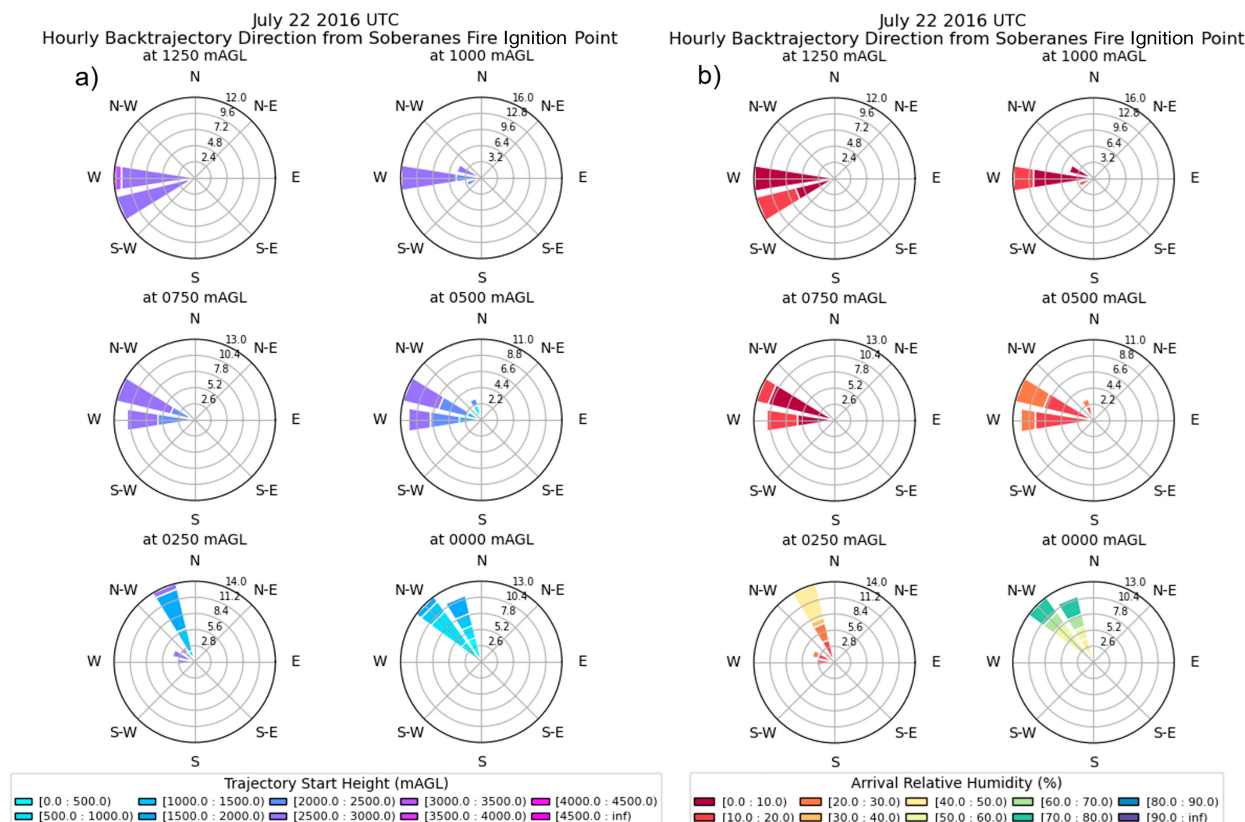 July 22 2016 UTC
Hourly Backtrajectory Direction from Soberanes Fire Ignition Point
a)
at 1250 mAGL
N
N-E
E
S-E
S
S-W
W
N-W
12.0
9.6
7.2
4.8
2.4
at 1000 mAGL
N
N-E
E
S-E
S
S-W
W
N-W
16.0
12.8
9.6
6.4
3.2
at 0750 mAGL
N
N-E
E
S-E
S
S-W
W
N-W
13.0
10.4
7.8
5.2
2.6
at 0500 mAGL
N
N-E
E
S-E
S
S-W
W
N-W
11.0
8.8
6.6
4.4
2.2
at 0250 mAGL
N
N-E
E
S-E
S
S-W
W
N-W
14.0
11.2
8.4
5.6
2.8
at 0000 mAGL
N
N-E
E
S-E
S
S-W
W
N-W
13.0
10.4
7.8
5.2
2.6
Trajectory Start Height (mAGL)
[0.0 : 500.0) [1000.0 : 1500.0) [2000.0 : 2500.0) [3000.0 : 3500.0) [4000.0 : 4500.0)
[500.0 : 1000.0) [1500.0 : 2000.0) [2500.0 : 3000.0) [3500.0 : 4000.0) [4500.0 : inf)
July 22 2016 UTC
Hourly Backtrajectory Direction from Soberanes Fire Ignition Point
b)
at 1250 mAGL
N
N-E
E
S-E
S
S-W
W
N-W
12.0
9.6
7.2
4.8
2.4
at 1000 mAGL
N
N-E
E
S-E
S
S-W
W
N-W
16.0
12.8
9.6
6.4
3.2
at 0750 mAGL
N
N-E
E
S-E
S
S-W
W
N-W
13.0
10.4
7.8
5.2
2.6
at 0500 mAGL
N
N-E
E
S-E
S
S-W
W
N-W
11.0
8.8
6.6
4.4
2.2
at 0250 mAGL
N
N-E
E
S-E
S
S-W
W
N-W
14.0
11.2
8.4
5.6
2.8
at 0000 mAGL
N
N-E
E
S-E
S
S-W
W
N-W
13.0
10.4
7.8
5.2
2.6
Arrival Relative Humidity (%)
[0.0 : 10.0) [20.0 : 30.0) [40.0 : 50.0) [60.0 : 70.0) [80.0 : 90.0)
[10.0 : 20.0) [30.0 : 40.0) [50.0 : 60.0) [70.0 : 80.0) [90.0 : inf)